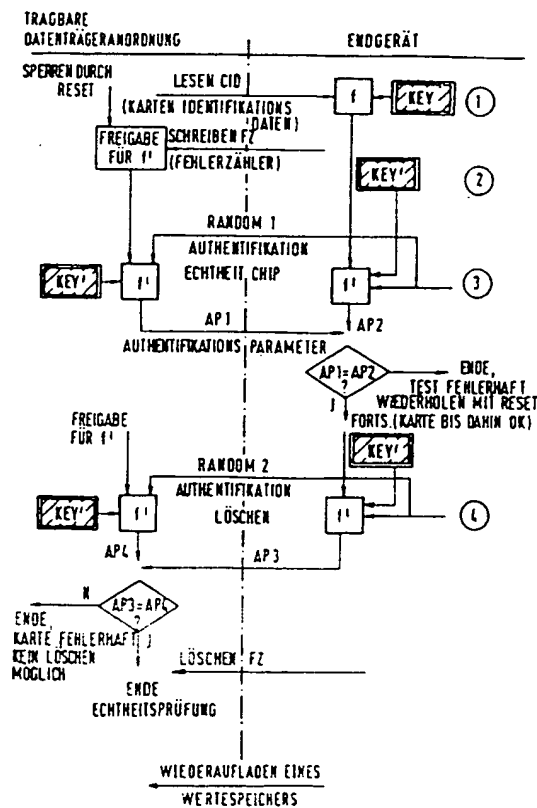 TRAGBARE
DATENTRÄGERANORDNUNG
ENDGERÄT
SPERREN DURCH
RESET
LESEN CID
(KARTEN IDENTIFIKATIONS
DATEN)
f
KEY
1
FREIGABE
FÜR f'
SCHREIBEN FZ
(FEHLERZÄHLER)
KEY'
2
RANDOM 1
AUTHENTIFIKATION
ECHTHEIT CHIP
KEY'
f'
f'
3
AP1
AP2
AUTHENTIFIKATIONS PARAMETER
AP1=AP2
?
ENDE,
TEST FEHLERHAFT
WIEDERHOLEN MIT RESET
J
FORTS.(KARTE BIS DAHIN OK)
FREIGABE
FÜR f'
KEY'
RANDOM 2
AUTHENTIFIKATION
LÖSCHEN
KEY'
f'
f'
4
AP4
AP3
N
AP3=AP4
?
ENDE,
KARTE FEHLERHAFT
J
KEIN LÖSCHEN
MÖGLICH
LÖSCHEN FZ
ENDE
ECHTHEITSPRÜFUNG
WIEDERAUFLADEN EINES
WERTESPEICHERS